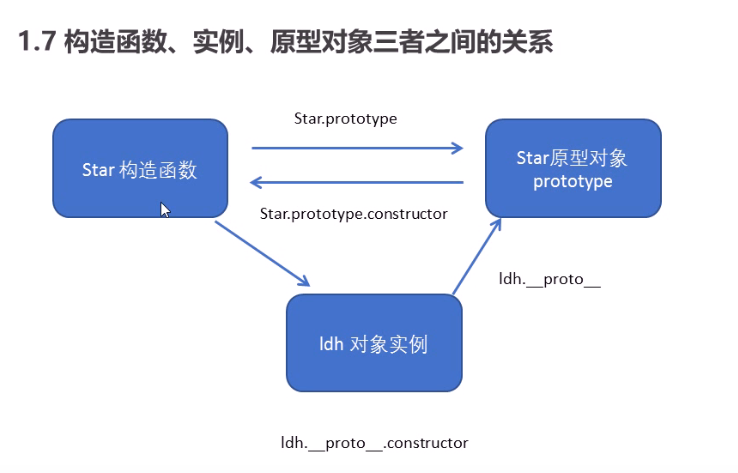 1.7 构造函数、实例、原型对象三者之间的关系
Star.prototype
Star 构造函数
Star原型对象
prototype
Star.prototype.constructor
ldh.__proto__
ldh 对象实例
ldh.__proto__.constructor